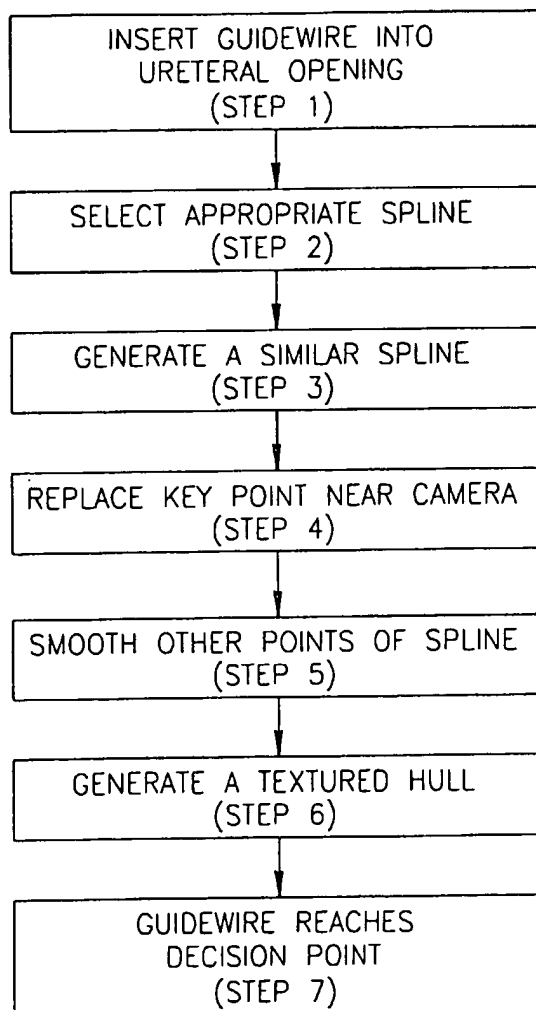 INSERT GUIDEWIRE INTO
URETERAL OPENING
(STEP 1)
SELECT APPROPRIATE SPLINE
(STEP 2)
GENERATE A SIMILAR SPLINE
(STEP 3)
REPLACE KEY POINT NEAR CAMERA
(STEP 4)
SMOOTH OTHER POINTS OF SPLINE
(STEP 5)
GENERATE A TEXTURED HULL
(STEP 6)
GUIDEWIRE REACHES
DECISION POINT
(STEP 7)